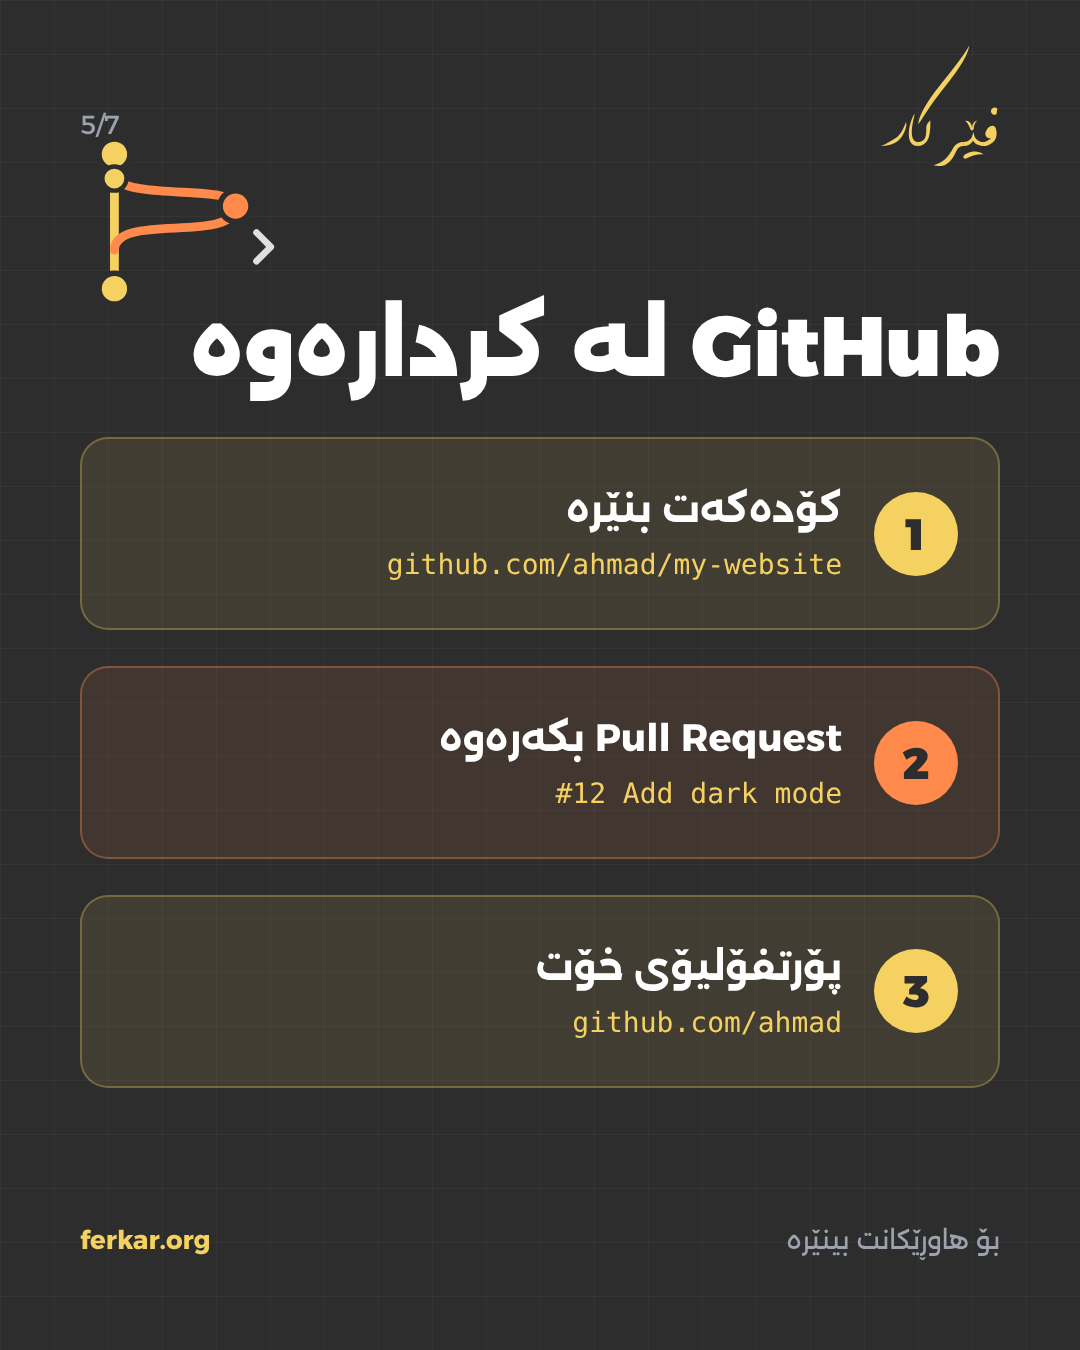 فێرکار
5/7
GitHub لە کردارەوە
1
کۆدەکەت بنێرە
github.com/ahmad/my-website
2
Pull Request بکەرەوە
#12 Add dark mode
3
پۆرتفۆلیۆی خۆت
github.com/ahmad
بۆ هاوڕێکانت بینێرە
ferkar.org